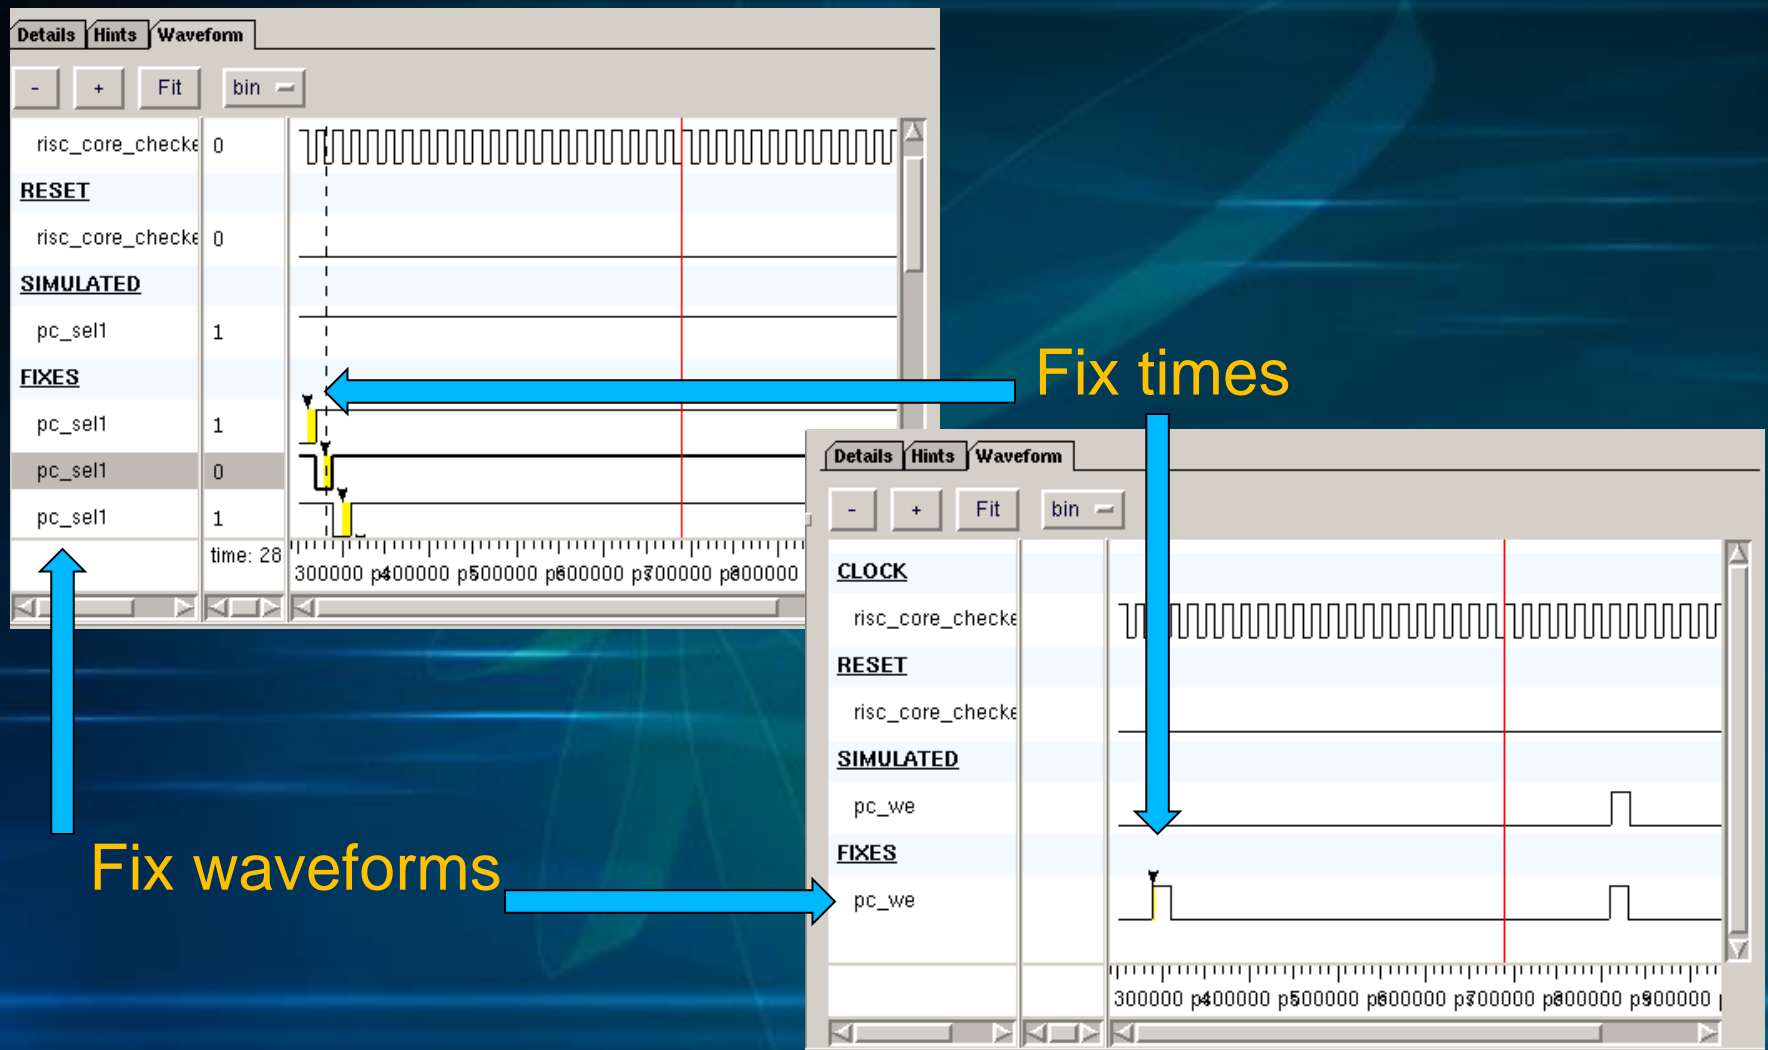 Details Hints Waveform
- + Fit bin
risc_core_checke 0
RESET
risc_core_checke 0
SIMULATED
pc_sel1 1
FIXES
pc_sel1 1
pc_sel1 0
pc_sel1 1
time: 28
300000 p400000 p500000 p600000 p700000 p800000
Fix times
Fix waveforms
Details Hints Waveform
- + Fit bin
CLOCK
risc_core_checke
RESET
risc_core_checke
SIMULATED
pc_we
FIXES
pc_we
300000 p400000 p500000 p600000 p700000 p800000 p900000